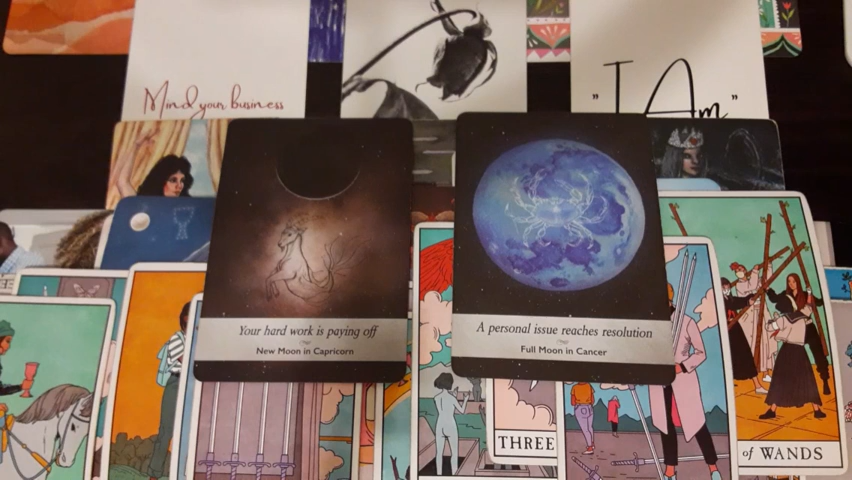 Mind your business
"I Am"
Your hard work is paying off
New Moon in Capricorn
A personal issue reaches resolution
Full Moon in Cancer
THREE
of WANDS